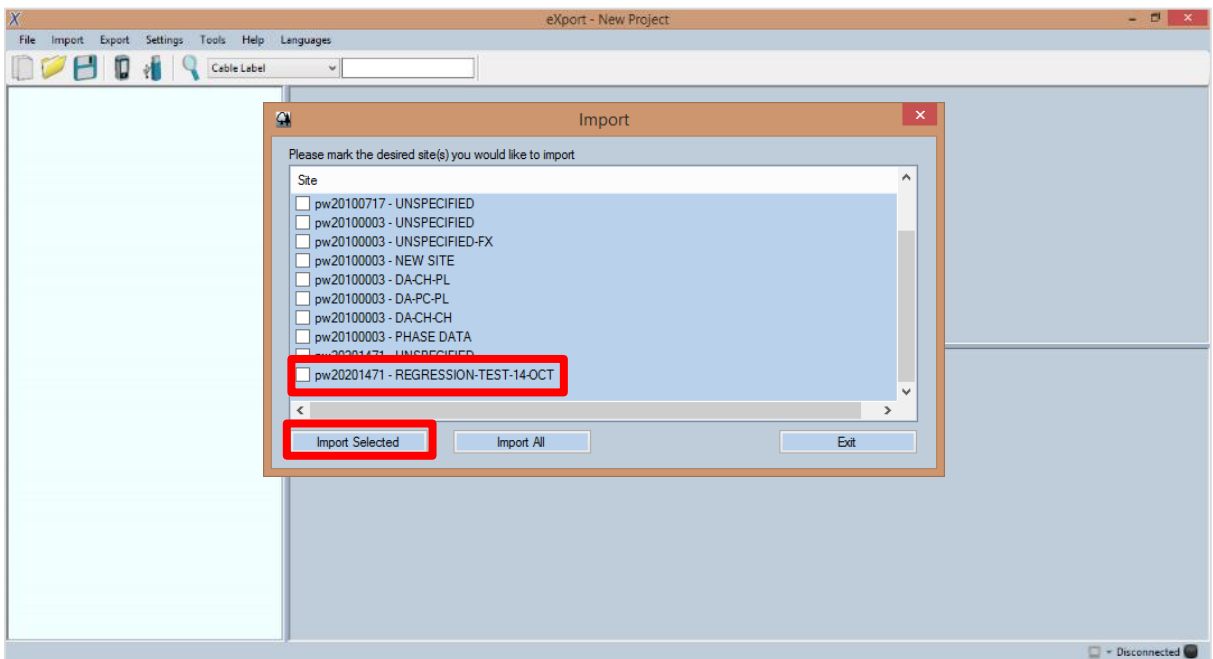 X eXport - New Project
File Import Export Settings Tools Help Languages
Cable Label
Import
Please mark the desired site(s) you would like to import
Site
pw20100717 - UNSPECIFIED
pw20100003 - UNSPECIFIED
pw20100003 - UNSPECIFIED-FX
pw20100003 - NEW SITE
pw20100003 - DA-CH-PL
pw20100003 - DA-PC-PL
pw20100003 - DA-CH-CH
pw20100003 - PHASE DATA
pw20201471 - UNSPECIFIED
pw20201471 - REGRESSION-TEST-14-OCT
Import Selected Import All Exit
Disconnected